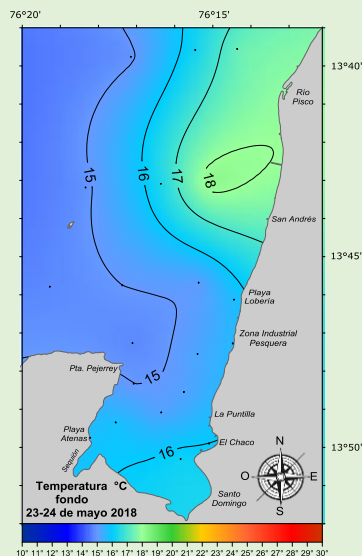 76°20' 76°15'
13°40'
Río
Pisco
15 16 17 18
San Andrés
13°45'
Playa
Lobería
Zona Industrial
Pesquera
Pta. Pejerrey
15
La Puntilla
Playa
Atenas
El Chaco
13°50'
16
Sequión
N
O E
S
Santo
Domingo
Temperatura °C
fondo
23-24 de mayo 2018
10° 11° 12° 13° 14° 15° 16° 17° 18° 19° 20° 21° 22° 23° 24° 25° 26° 27° 28° 29° 30°